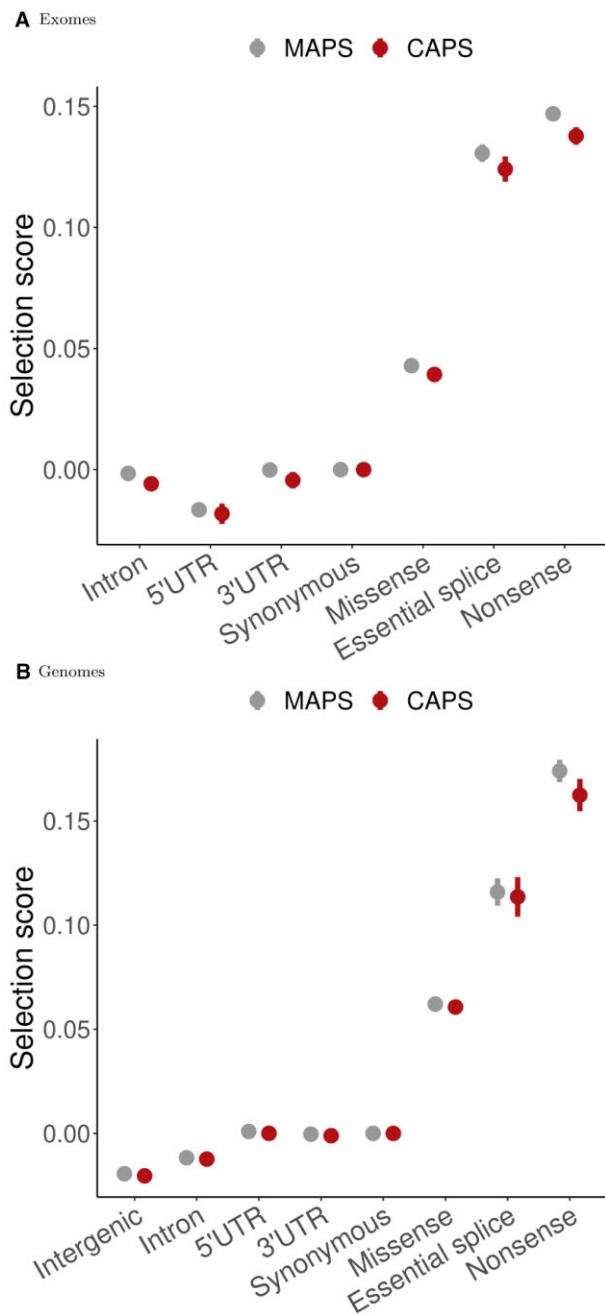 A Exomes
MAPS CAPS
Selection score
0.15
0.10
0.05
0.00
Intron
5'UTR
3'UTR
Synonymous
Missense
Essential splice
Nonsense
B Genomes
MAPS CAPS
Selection score
0.15
0.10
0.05
0.00
Intergenic
Intron
5'UTR
3'UTR
Synonymous
Missense
Essential splice
Nonsense